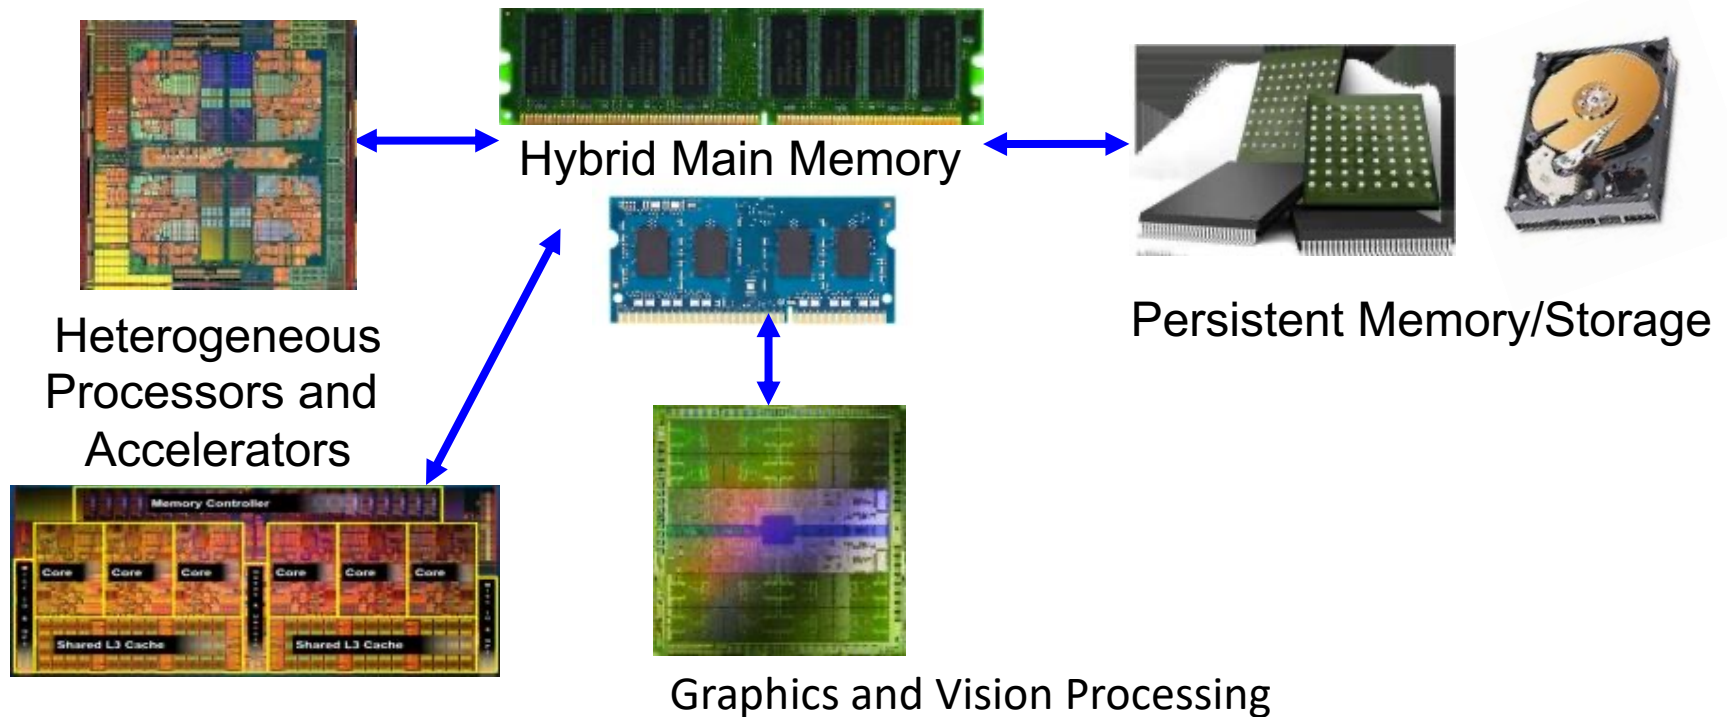 Hybrid Main Memory
Persistent Memory/Storage
Heterogeneous
Processors and
Accelerators
Memory Controller
Core
Core
Core
Core
Core
Core
Shared L3 Cache
Shared L3 Cache
Graphics and Vision Processing